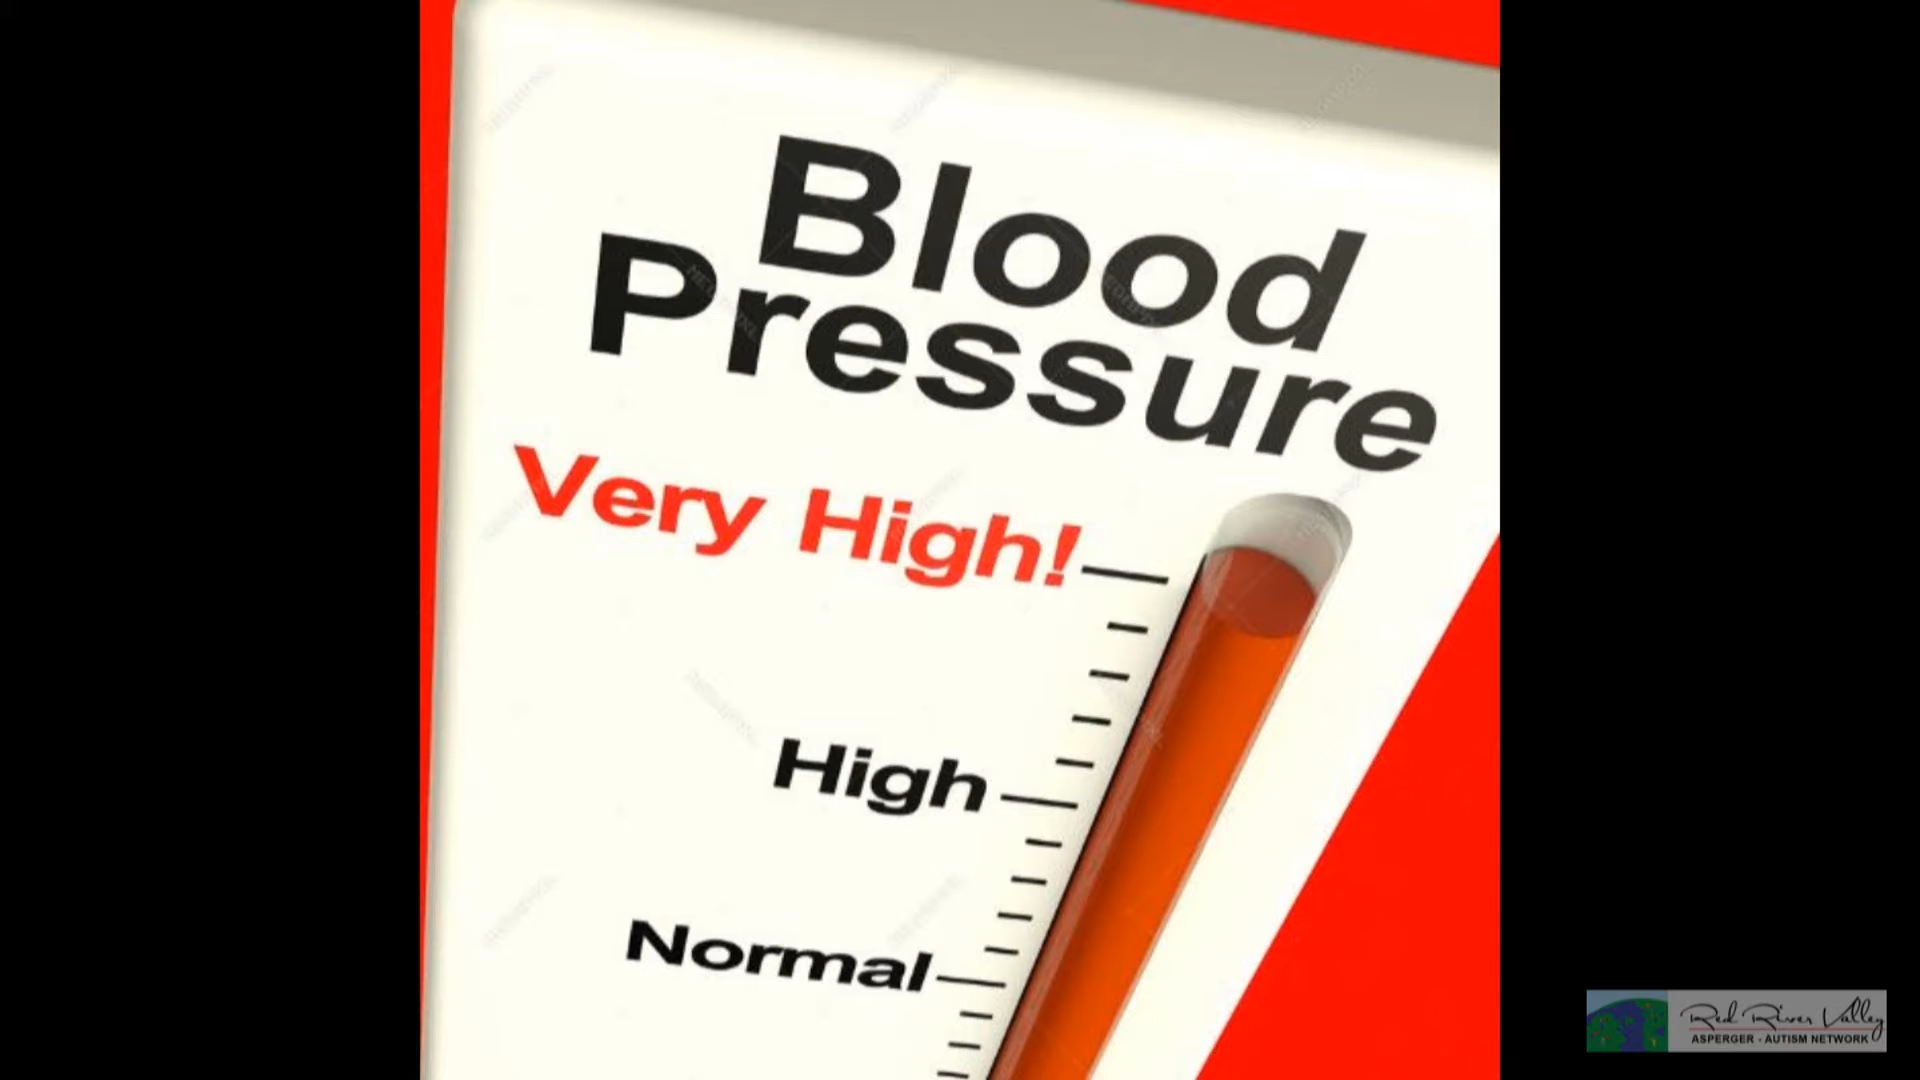 Blood
Pressure
Very High!
High
Normal
Red River Valley
ASPERGER - AUTISM NETWORK